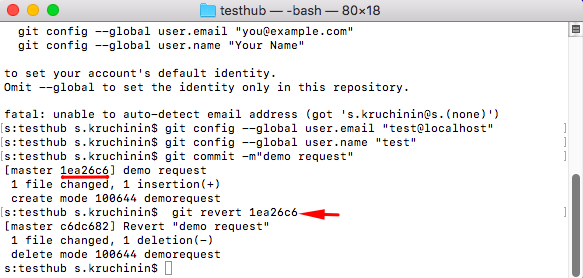 testhub — -bash — 80×18
git config --global user.email "you@example.com"
git config --global user.name "Your Name"
to set your account's default identity.
Omit --global to set the identity only in this repository.
fatal: unable to auto-detect email address (got 's.kruchinin@s.(none)')
[s:testhub s.kruchinin$ git config --global user.email "test@localhost" ]
[s:testhub s.kruchinin$ git config --global user.name "test" ]
[s:testhub s.kruchinin$ git commit -m"demo request" ]
[master 1ea26c6] demo request
1 file changed, 1 insertion(+)
create mode 100644 demorequest
[s:testhub s.kruchinin$  git revert 1ea26c6 ]
[master c6dc682] Revert "demo request"
1 file changed, 1 deletion(-)
delete mode 100644 demorequest
s:testhub s.kruchinin$